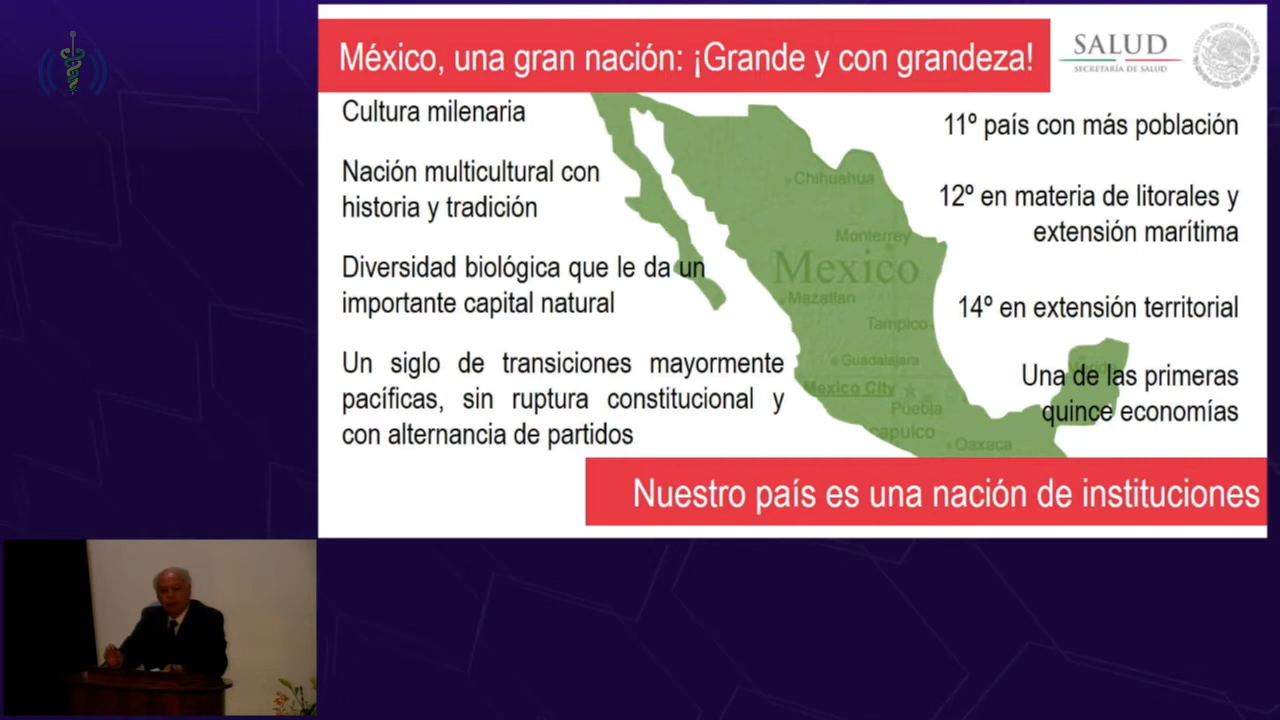 México, una gran nación: ¡Grande y con grandeza!
SALUD
SECRETARÍA DE SALUD
Cultura milenaria
Nación multicultural con
historia y tradición
Diversidad biológica que le da un
importante capital natural
Un siglo de transiciones mayormente
pacíficas, sin ruptura constitucional y
con alternancia de partidos
11º país con más población
12º en materia de litorales y
extensión marítima
14º en extensión territorial
Una de las primeras
quince economías
Chihuahua
Monterrey
Mexico
Mazatlan
Tampico
Guadalajara
Mexico City
Puebla
capulco
Oaxaca
Nuestro país es una nación de instituciones